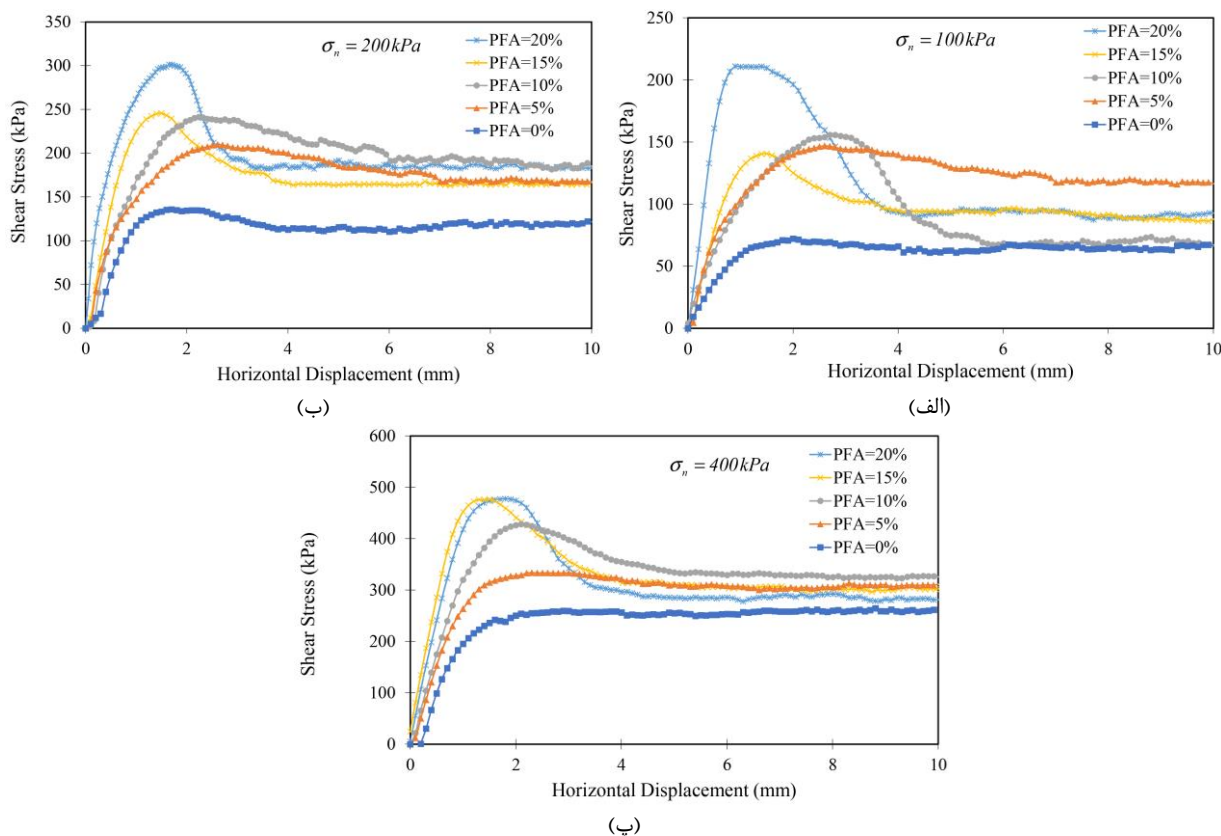 350
300
250
200
150
100
50
0
Shear Stress (kPa)
σn = 200kPa
PFA=20%
PFA=15%
PFA=10%
PFA=5%
PFA=0%
0 2 4 6 8 10
Horizontal Displacement (mm)
(ب)
250
200
150
100
50
0
Shear Stress (kPa)
σn = 100kPa
PFA=20%
PFA=15%
PFA=10%
PFA=5%
PFA=0%
0 2 4 6 8 10
Horizontal Displacement (mm)
(الف)
600
500
400
300
200
100
0
Shear Stress (kPa)
σn = 400kPa
PFA=20%
PFA=15%
PFA=10%
PFA=5%
PFA=0%
0 2 4 6 8 10
Horizontal Displacement (mm)
(پ)